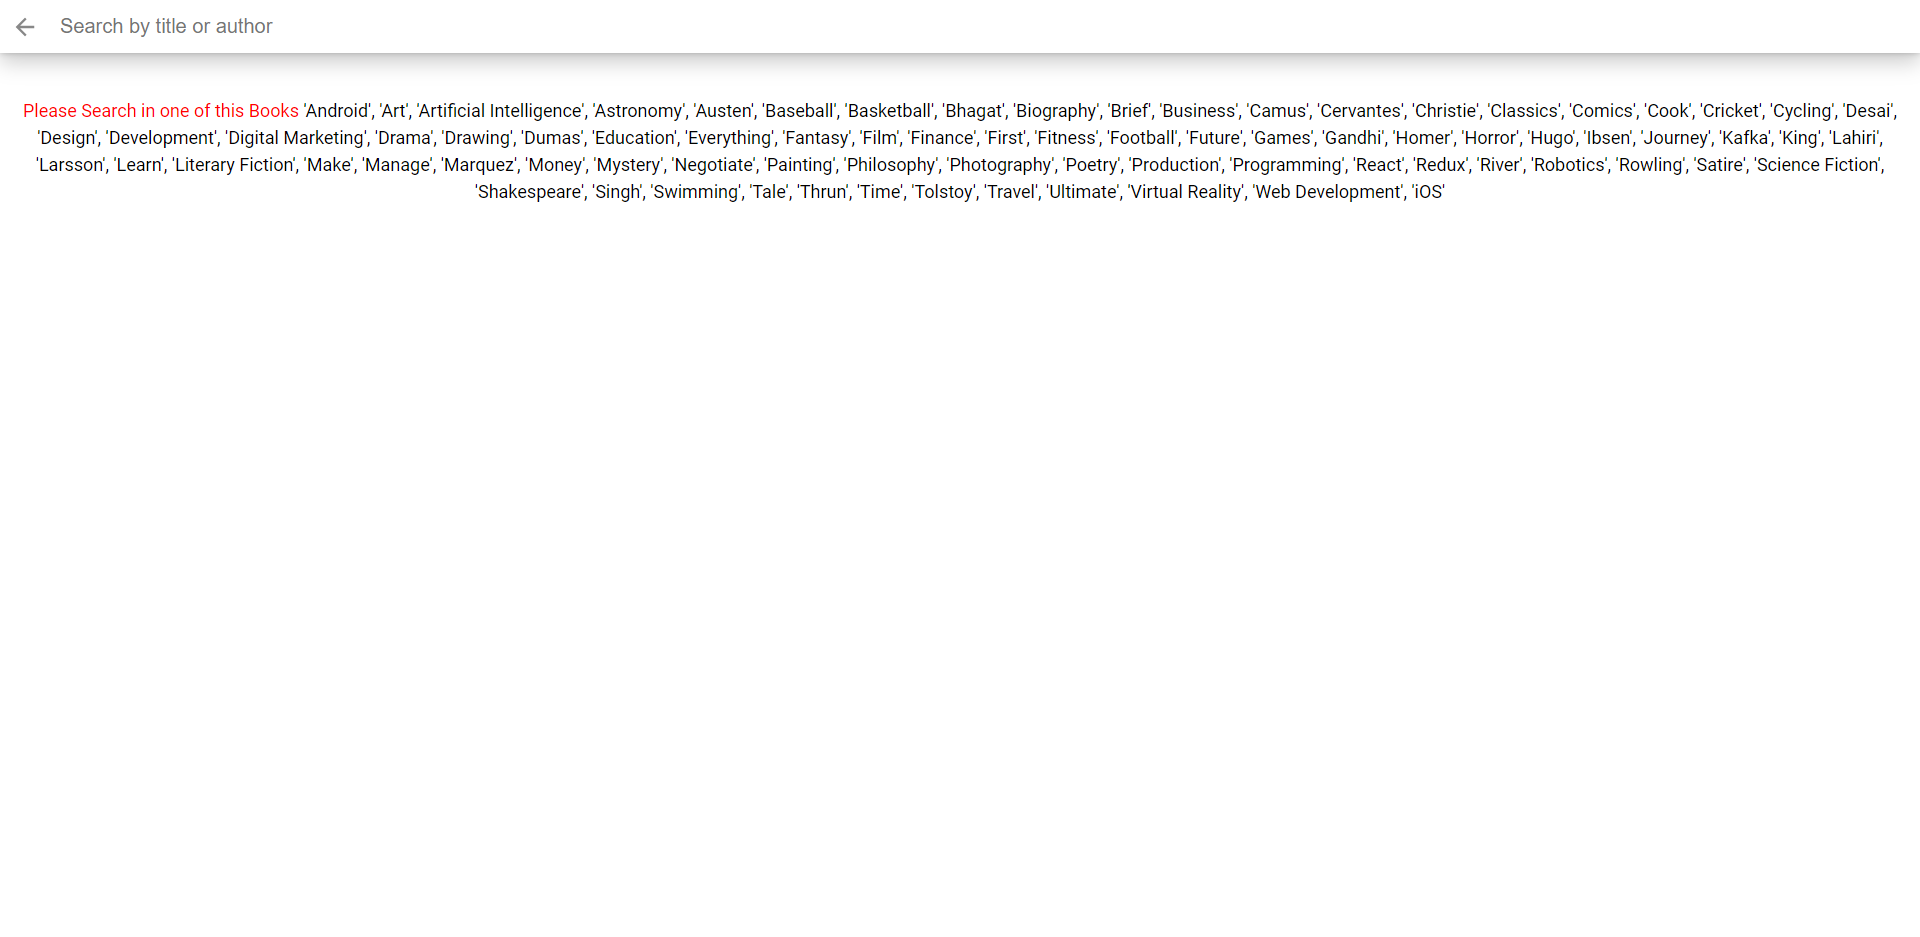 Search by title or author
Please Search in one of this Books 'Android', 'Art', 'Artificial Intelligence', 'Astronomy', 'Austen', 'Baseball', 'Basketball', 'Bhagat', 'Biography', 'Brief', 'Business', 'Camus', 'Cervantes', 'Christie', 'Classics', 'Comics', 'Cook', 'Cricket', 'Cycling', 'Desai',
'Design', 'Development', 'Digital Marketing', 'Drama', 'Drawing', 'Dumas', 'Education', 'Everything', 'Fantasy', 'Film', 'Finance', 'First', 'Fitness', 'Football', 'Future', 'Games', 'Gandhi', 'Homer', 'Horror', 'Hugo', 'Ibsen', 'Journey', 'Kafka', 'King', 'Lahiri',
'Larsson', 'Learn', 'Literary Fiction', 'Make', 'Manage', 'Marquez', 'Money', 'Mystery', 'Negotiate', 'Painting', 'Philosophy', 'Photography', 'Poetry', 'Production', 'Programming', 'React', 'Redux', 'River', 'Robotics', 'Rowling', 'Satire', 'Science Fiction',
'Shakespeare', 'Singh', 'Swimming', 'Tale', 'Thrun', 'Time', 'Tolstoy', 'Travel', 'Ultimate', 'Virtual Reality', 'Web Development', 'iOS'